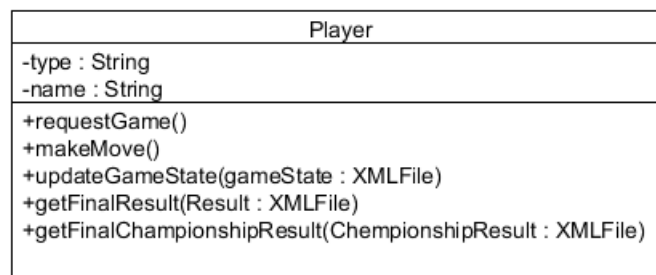 Player
-type : String
-name : String
+requestGame()
+makeMove()
+updateGameState(gameState : XMLFile)
+getFinalResult(Result : XMLFile)
+getFinalChampionshipResult(ChempionshipResult : XMLFile)